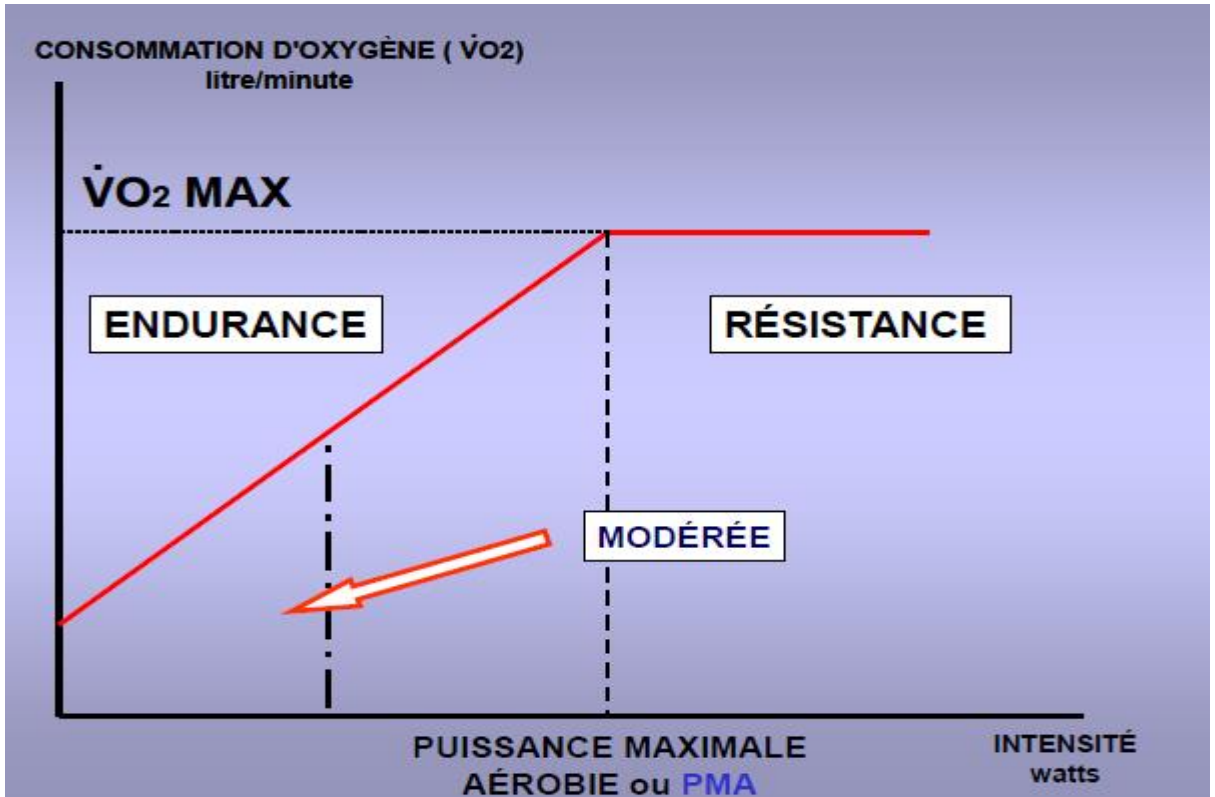 CONSOMMATION D'OXYGÈNE ( V̇O2)
litre/minute
V̇O2 MAX
ENDURANCE
RÉSISTANCE
MODÉRÉE
PUISSANCE MAXIMALE
AÉROBIE ou PMA
INTENSITÉ
watts